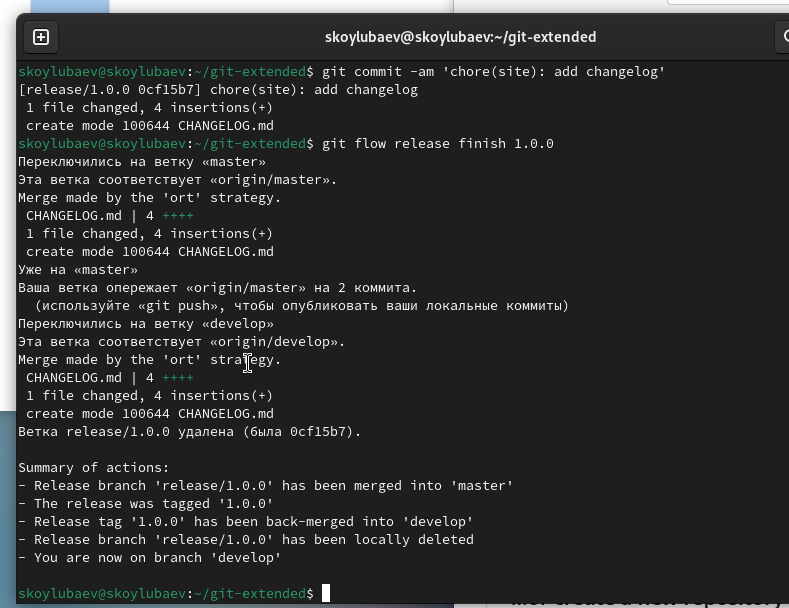 skoylubaev@skoylubaev:~/git-extended
skoylubaev@skoylubaev:~/git-extended$ git commit -am 'chore(site): add changelog'
[release/1.0.0 0cf15b7] chore(site): add changelog
 1 file changed, 4 insertions(+)
 create mode 100644 CHANGELOG.md
skoylubaev@skoylubaev:~/git-extended$ git flow release finish 1.0.0
Переключились на ветку «master»
Эта ветка соответствует «origin/master».
Merge made by the 'ort' strategy.
 CHANGELOG.md | 4 ++++
 1 file changed, 4 insertions(+)
 create mode 100644 CHANGELOG.md
Уже на «master»
Ваша ветка опережает «origin/master» на 2 коммита.
  (используйте «git push», чтобы опубликовать ваши локальные коммиты)
Переключились на ветку «develop»
Эта ветка соответствует «origin/develop».
Merge made by the 'ort' strategy.
 CHANGELOG.md | 4 ++++
 1 file changed, 4 insertions(+)
 create mode 100644 CHANGELOG.md
Ветка release/1.0.0 удалена (была 0cf15b7).
Summary of actions:
- Release branch 'release/1.0.0' has been merged into 'master'
- The release was tagged '1.0.0'
- Release tag '1.0.0' has been back-merged into 'develop'
- Release branch 'release/1.0.0' has been locally deleted
- You are now on branch 'develop'
skoylubaev@skoylubaev:~/git-extended$